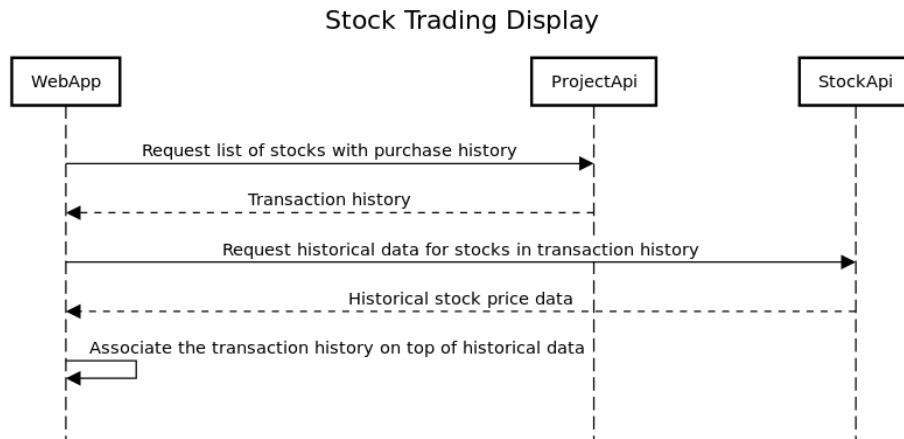 Stock Trading Display
WebApp
ProjectApi
StockApi
Request list of stocks with purchase history
Transaction history
Request historical data for stocks in transaction history
Historical stock price data
Associate the transaction history on top of historical data